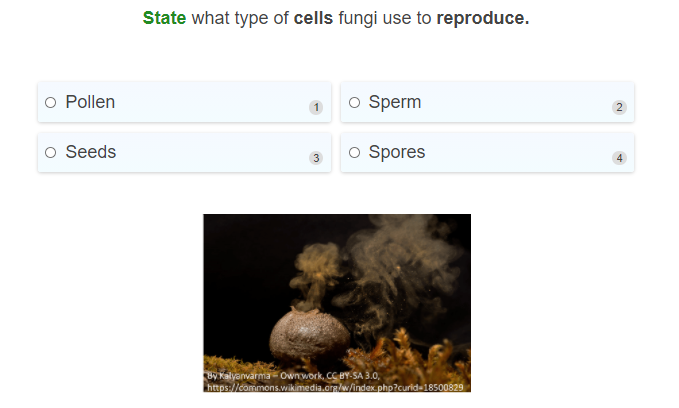 State what type of cells fungi use to reproduce.
Pollen 1
Sperm 2
Seeds 3
Spores 4
By Kalyanvarma – Own work, CC BY-SA 3.0,
https://commons.wikimedia.org/w/index.php?curid=18500829